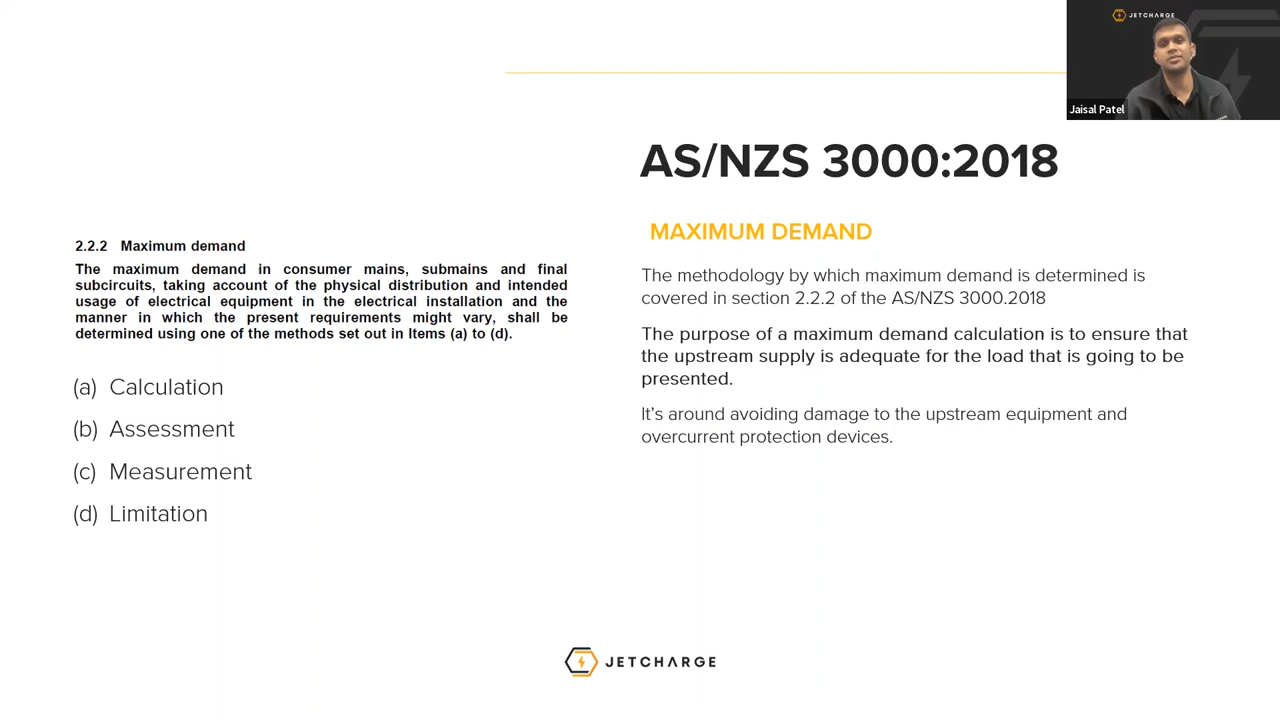 JETCHARGE
Jaisal Patel
AS/NZS 3000:2018
MAXIMUM DEMAND
The methodology by which maximum demand is determined is
covered in section 2.2.2 of the AS/NZS 3000.2018
The purpose of a maximum demand calculation is to ensure that
the upstream supply is adequate for the load that is going to be
presented.
It's around avoiding damage to the upstream equipment and
overcurrent protection devices.
2.2.2 Maximum demand
The maximum demand in consumer mains, submains and final
subcircuits, taking account of the physical distribution and intended
usage of electrical equipment in the electrical installation and the
manner in which the present requirements might vary, shall be
determined using one of the methods set out in Items (a) to (d).
(a) Calculation
(b) Assessment
(c) Measurement
(d) Limitation
JETCHARGE